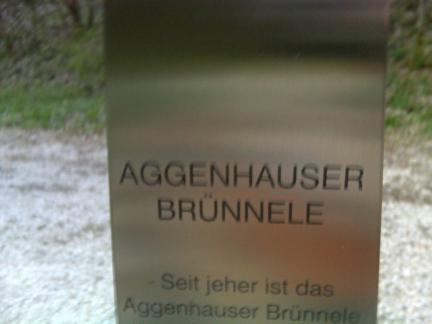 AGGENHAUSER
BRÜNNELE
- Seit jeher ist das
Aggenhauser Brünnele